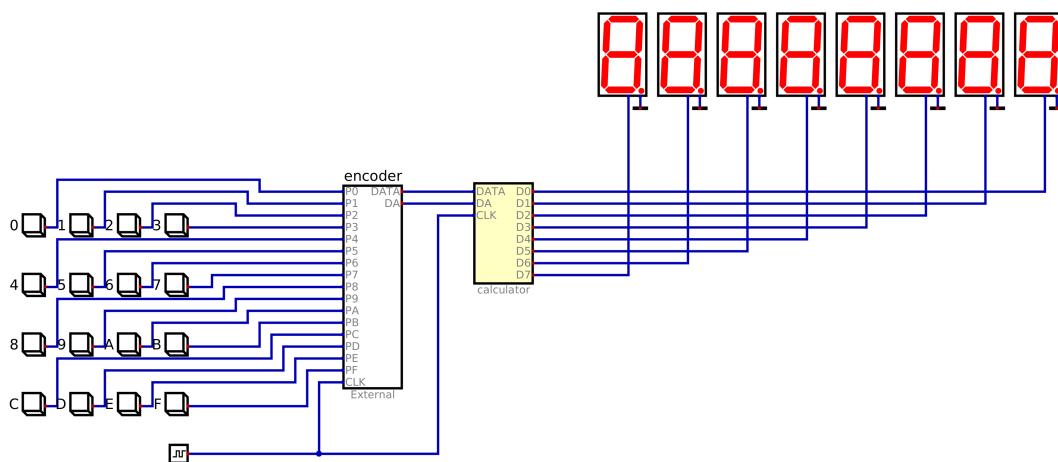 encoder
P0 DATA
P1 DA
P2
P3
P4
P5
P6
P7
P8
P9
PA
PB
PC
PD
PE
PF
CLK
External
DATA D0
DA D1
CLK D2
D3
D4
D5
D6
D7
calculator
0 1 2 3
4 5 6 7
8 9 A B
C D E F